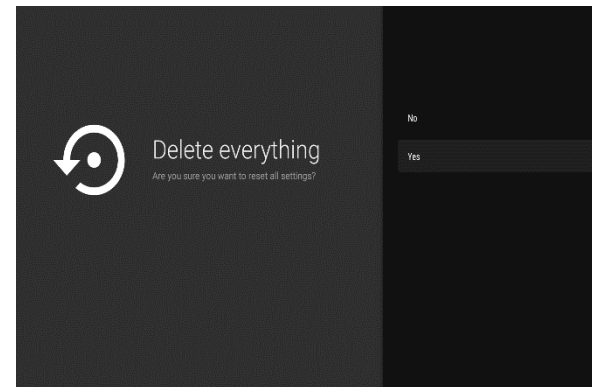 Delete everything
Are you sure you want to reset all settings?
No
Yes